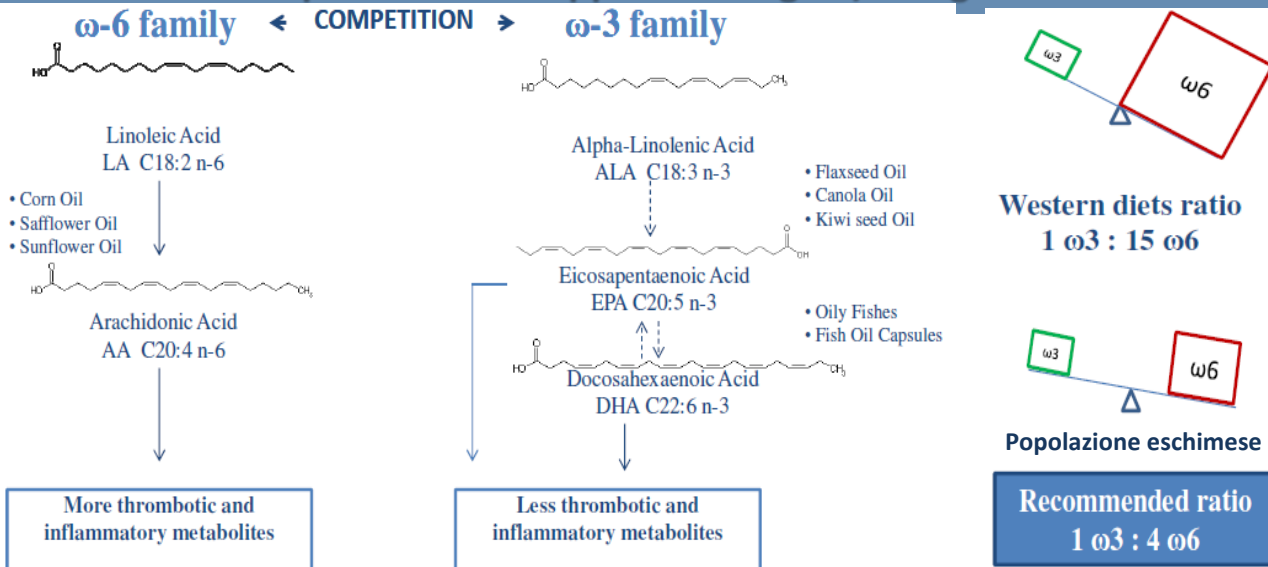 ω-6 family
COMPETITION
ω-3 family
O
HO
Linoleic Acid
LA C18:2 n-6
• Corn Oil
• Safflower Oil
• Sunflower Oil
O
HO
CH3
Arachidonic Acid
AA C20:4 n-6
More thrombotic and
inflammatory metabolites
O
HO
CH3
Alpha-Linolenic Acid
ALA C18:3 n-3
• Flaxseed Oil
• Canola Oil
• Kiwi seed Oil
O
OH
Eicosapentaenoic Acid
EPA C20:5 n-3
• Oily Fishes
• Fish Oil Capsules
O
HO
CH3
Docosahexaenoic Acid
DHA C22:6 n-3
Less thrombotic and
inflammatory metabolites
ω3
ω6
Western diets ratio
1 ω3 : 15 ω6
ω3
ω6
Popolazione eschimese
Recommended ratio
1 ω3 : 4 ω6